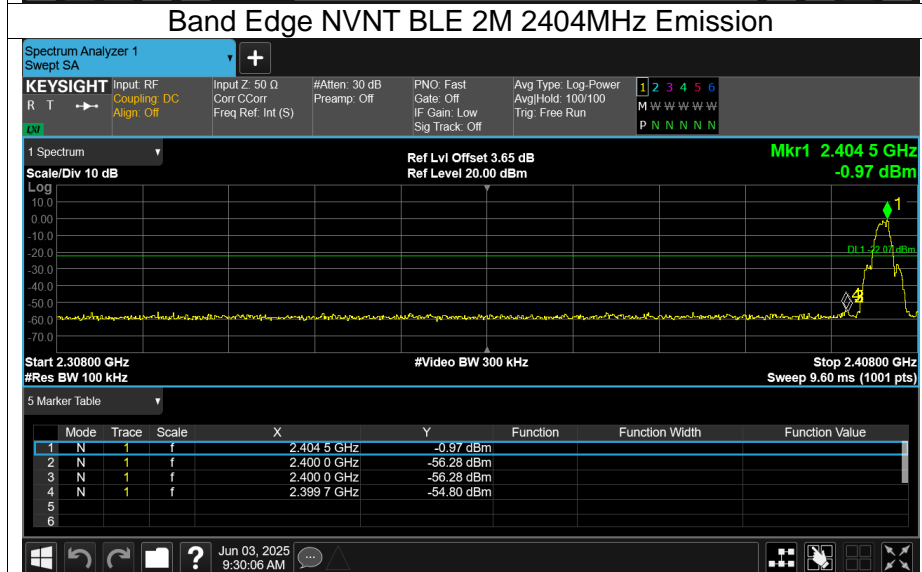 Band Edge NVNT BLE 2M 2404MHz Emission
Spectrum Analyzer 1
Swept SA
+
KEYSIGHT Input: RF Input Z: 50 Ω #Atten: 30 dB PNO: Fast Avg Type: Log-Power 1 2 3 4 5 6
R T Coupling: DC Corr CCorr Preamp: Off Gate: Off Avg|Hold: 100/100 M W W W W W
Align: Off Freq Ref: Int (S) IF Gain: Low Trig: Free Run
LXI Sig Track: Off P N N N N N
1 Spectrum Ref Lvl Offset 3.65 dB Mkr1 2.404 5 GHz
Scale/Div 10 dB Ref Level 20.00 dBm -0.97 dBm
Log
10.0 1
0.00
-10.0
-20.0 DL1 -22.07 dBm
-30.0
-40.0
-50.0
-60.0
-70.0
Start 2.30800 GHz #Video BW 300 kHz Stop 2.40800 GHz
#Res BW 100 kHz Sweep 9.60 ms (1001 pts)
5 Marker Table
Mode Trace Scale X Y Function Function Width Function Value
1 N 1 f 2.404 5 GHz -0.97 dBm
2 N 1 f 2.400 0 GHz -56.28 dBm
3 N 1 f 2.400 0 GHz -56.28 dBm
4 N 1 f 2.399 7 GHz -54.80 dBm
5
6
? Jun 03, 2025
9:30:06 AM